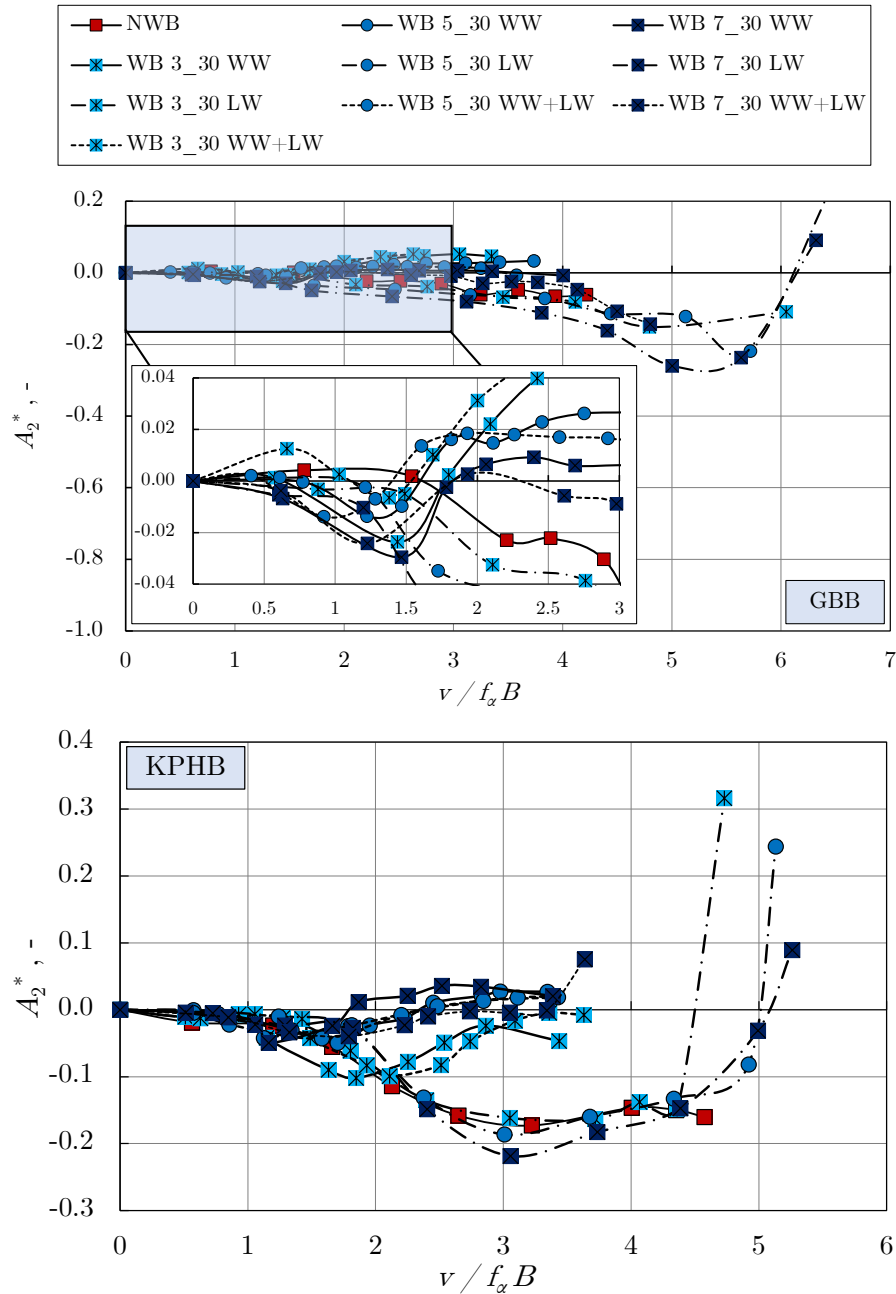 NWB WB 5_30 WW WB 7_30 WW
WB 3_30 WW WB 5_30 LW WB 7_30 LW
WB 3_30 LW WB 5_30 WW+LW WB 7_30 WW+LW
WB 3_30 WW+LW
0.2
0.0
-0.2
-0.4
-0.6
-0.8
-1.0
A₂* , -
0.04
0.02
0.00
-0.02
-0.04
0 0.5 1 1.5 2 2.5 3
GBB
0 1 2 3 4 5 6 7
v / fαB
KPHB
0.4
0.3
0.2
0.1
0.0
-0.1
-0.2
-0.3
A₂* , -
0 1 2 3 4 5 6
v / fαB